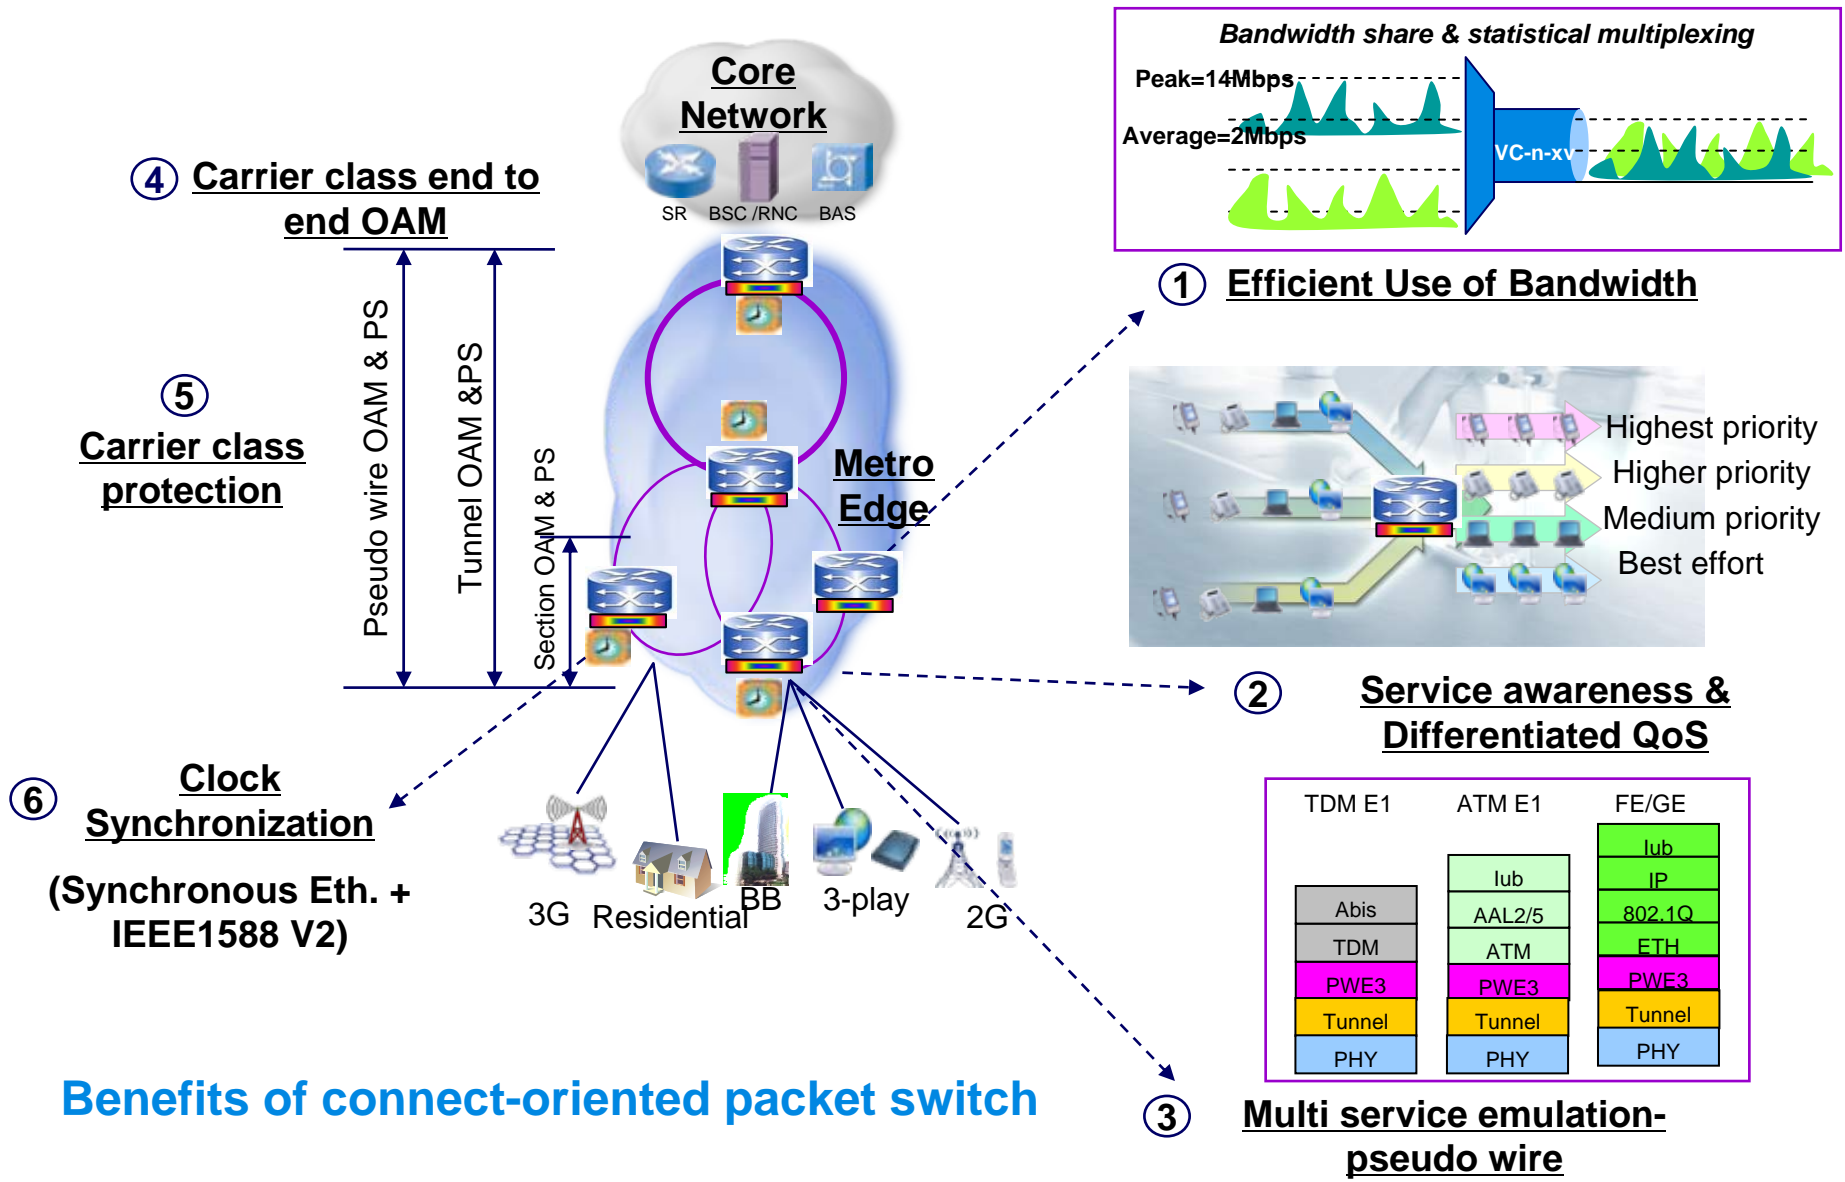 Bandwidth share & statistical multiplexing
Peak=14Mbps
Average=2Mbps
VC-n-xv
1 Efficient Use of Bandwidth
Core
Network
SR BSC /RNC BAS
4 Carrier class end to
end OAM
5
Carrier class
protection
Pseudo wire OAM & PS
Tunnel OAM &PS
Section OAM & PS
Metro
Edge
Highest priority
Higher priority
Medium priority
Best effort
2 Service awareness &
Differentiated QoS
6 Clock
Synchronization
(Synchronous Eth. +
IEEE1588 V2)
3G
Residential
BB
3-play
2G
TDM E1
Abis
TDM
PWE3
Tunnel
PHY
ATM E1
Iub
AAL2/5
ATM
PWE3
Tunnel
PHY
FE/GE
Iub
IP
802.1Q
ETH
PWE3
Tunnel
PHY
3 Multi service emulation-
pseudo wire
Benefits of connect-oriented packet switch